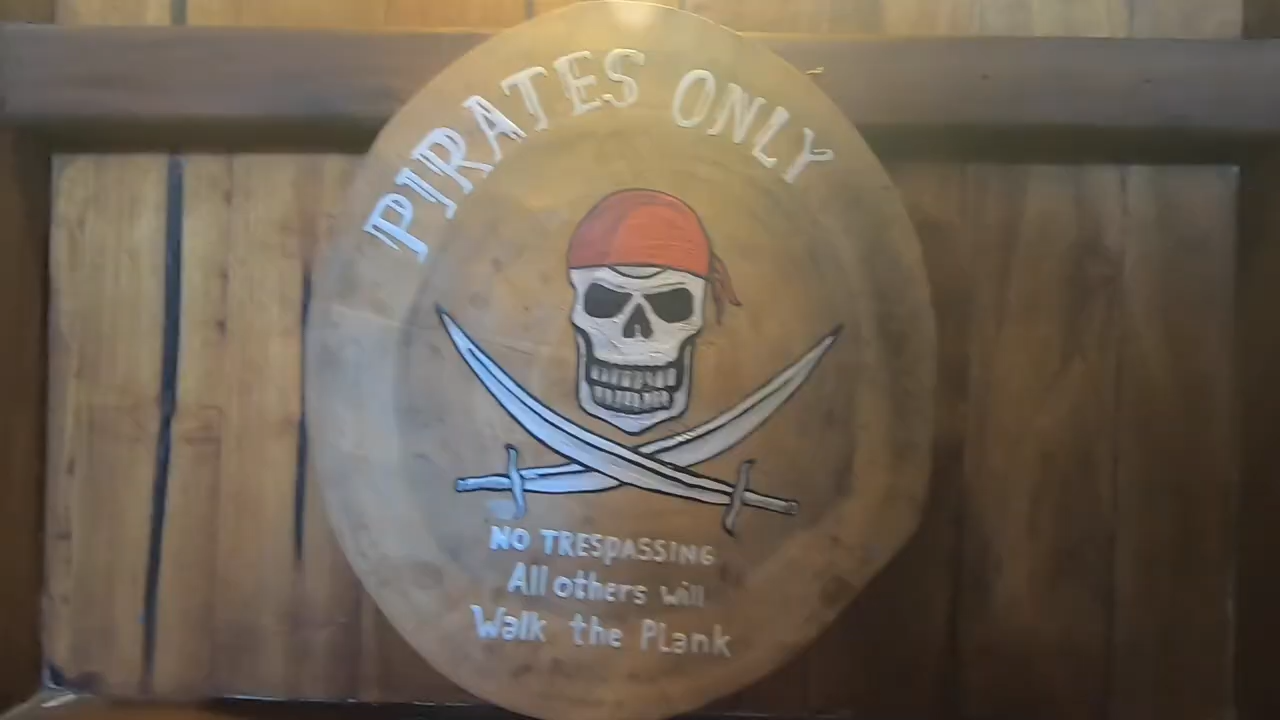 PIRATES ONLY
NO TRESPASSING
All others will
Walk the Plank